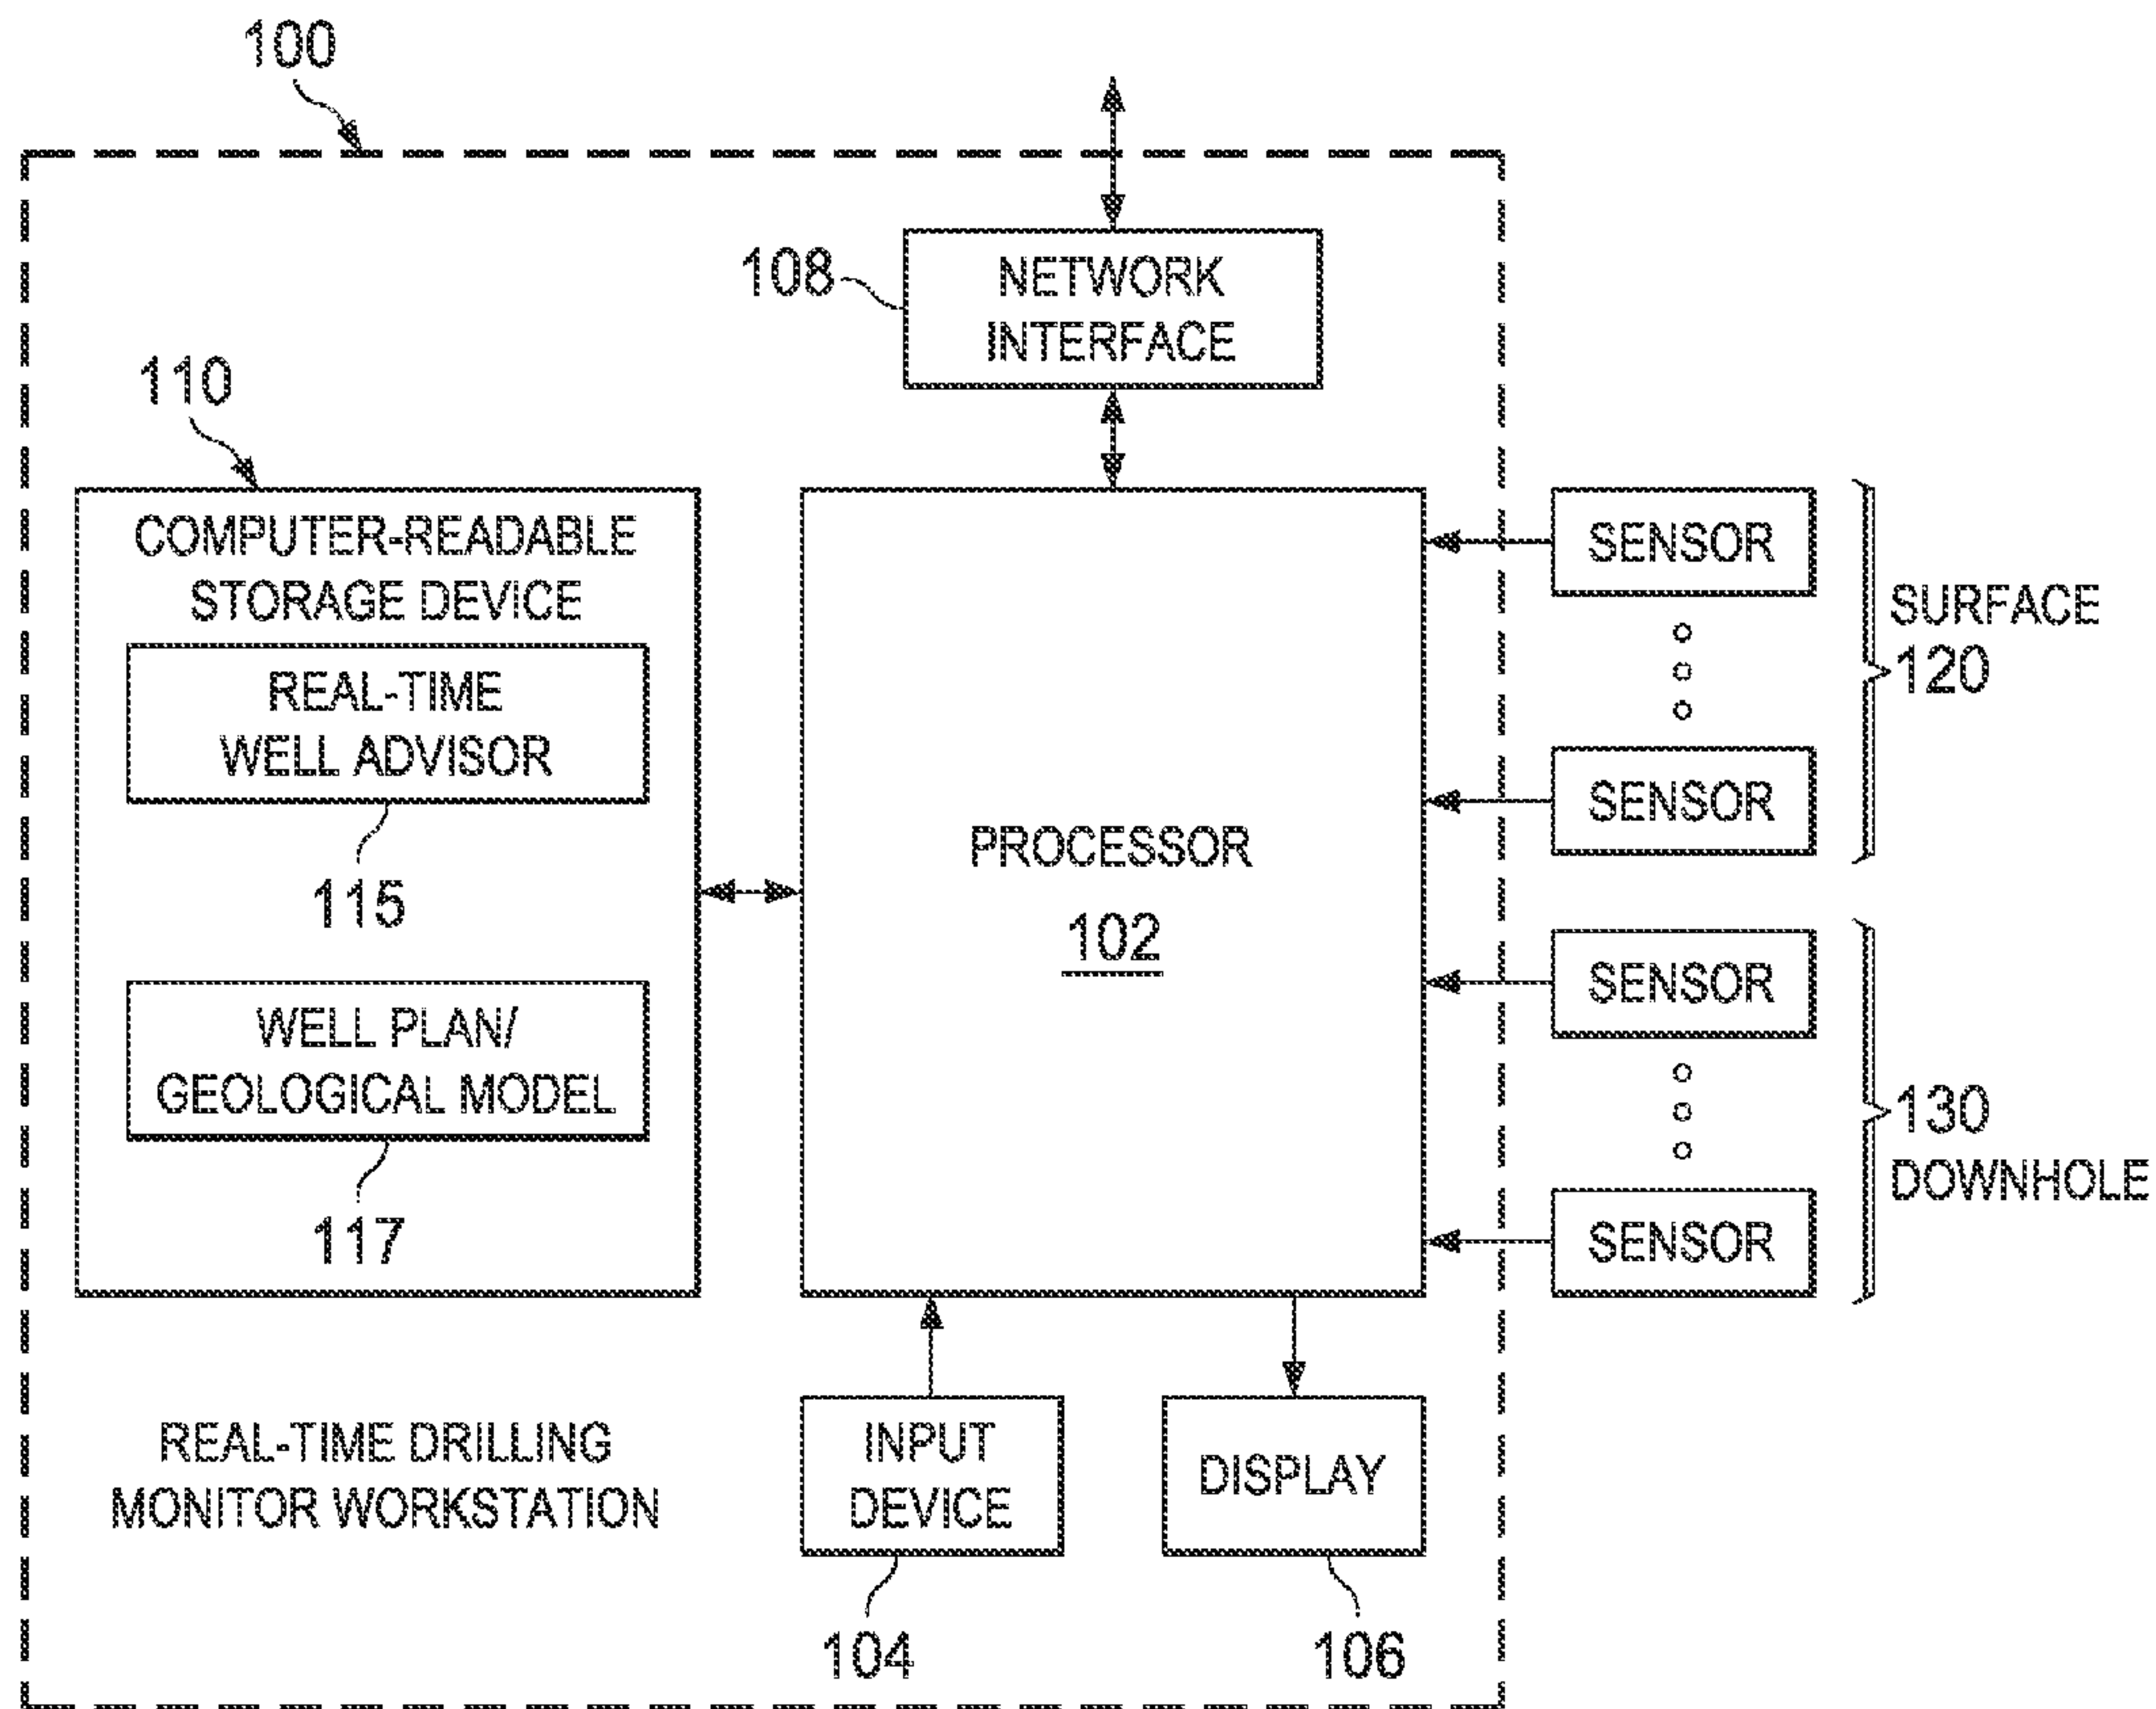 100
108
NETWORK
INTERFACE
110
COMPUTER-READABLE
STORAGE DEVICE
REAL-TIME
WELL ADVISOR
115
WELL PLAN/
GEOLOGICAL MODEL
117
PROCESSOR
102
SENSOR
SENSOR
SURFACE
120
SENSOR
SENSOR
130
DOWNHOLE
REAL-TIME DRILLING
MONITOR WORKSTATION
INPUT
DEVICE
104
DISPLAY
106